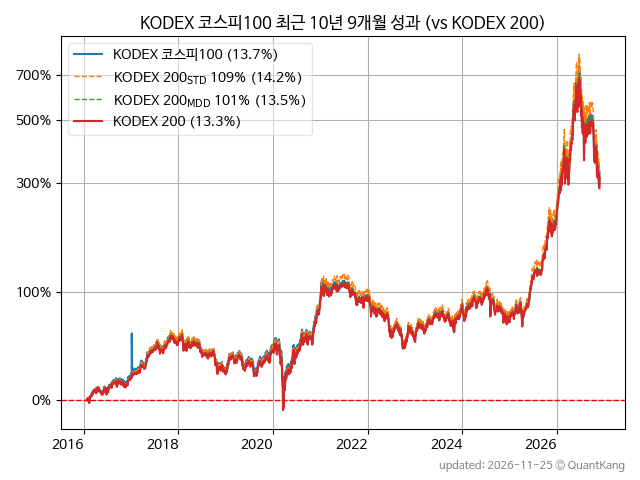 KODEX 코스피100 최근 10년 9개월 성과 (vs KODEX 200)
KODEX 코스피100 (13.7%)
KODEX 200STD 109% (14.2%)
KODEX 200MDD 101% (13.5%)
KODEX 200 (13.3%)
700%
500%
300%
100%
0%
2016 2018 2020 2022 2024 2026
updated: 2026-11-25 © QuantKang